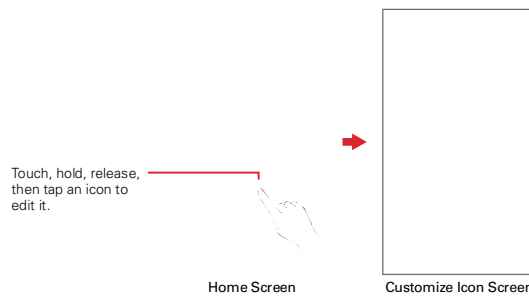 Touch, hold, release,
then tap an icon to
edit it.
Home Screen
Customize Icon Screen